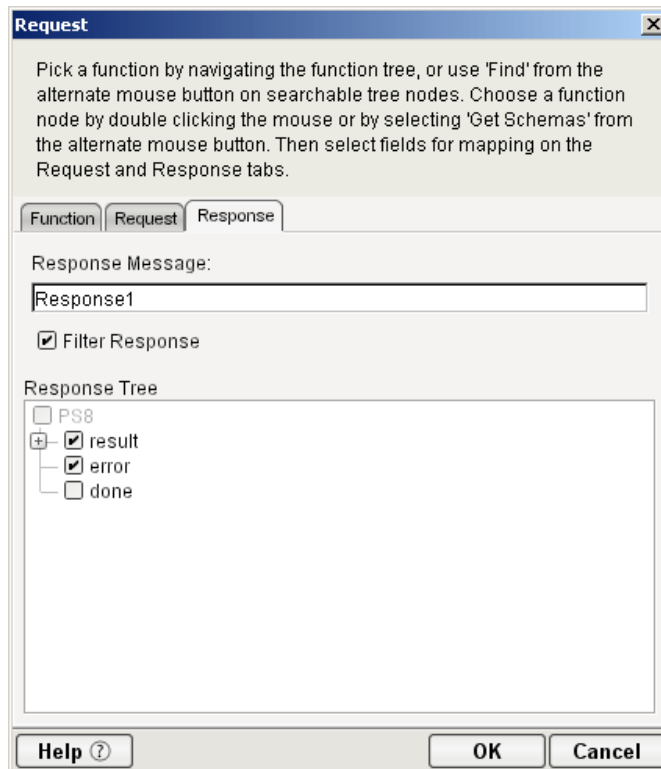 Request
Pick a function by navigating the function tree, or use 'Find' from the
alternate mouse button on searchable tree nodes. Choose a function
node by double clicking the mouse or by selecting 'Get Schemas' from
the alternate mouse button. Then select fields for mapping on the
Request and Response tabs.
Function Request Response
Response Message:
Response1
Filter Response
Response Tree
PS8
result
error
done
Help ? OK Cancel